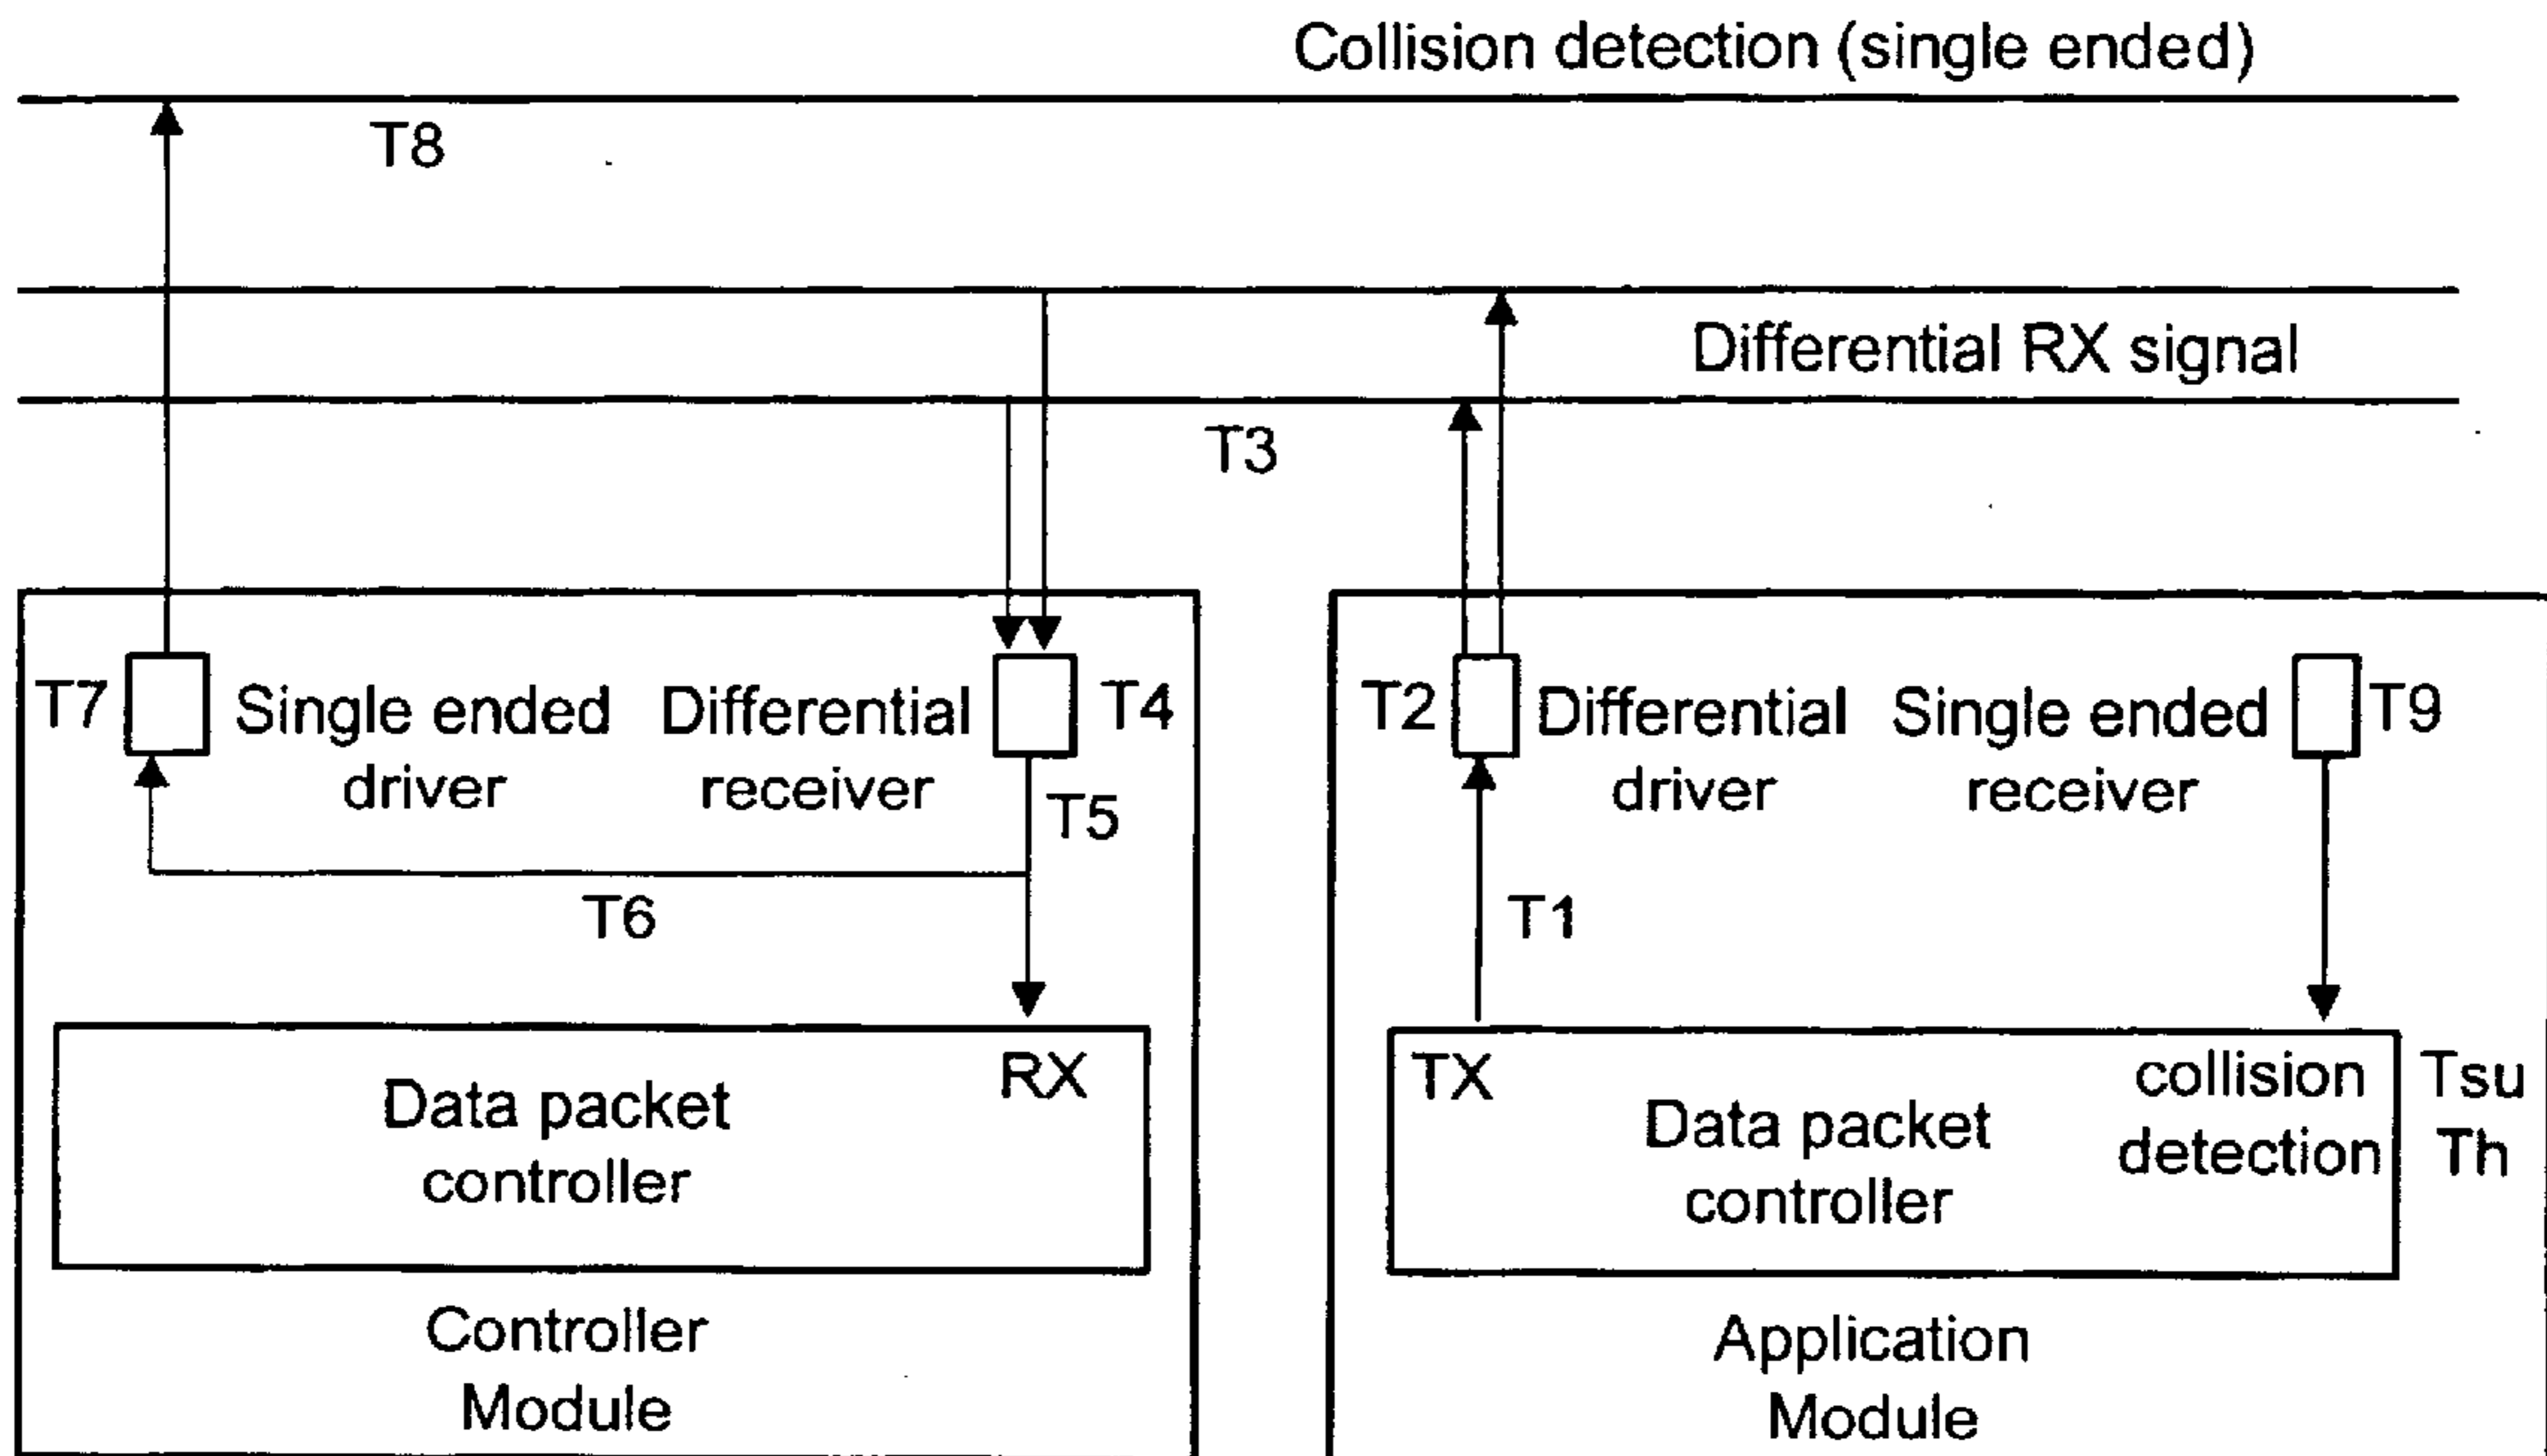 Collision detection (single ended)
T8
Differential RX signal
T3
T7
Single ended
driver
Differential
receiver
T4
T5
T6
T2
Differential
driver
Single ended
receiver
T9
T1
RX
Data packet
controller
Controller
Module
TX
Data packet
controller
collision
detection
Tsu
Th
Application
Module